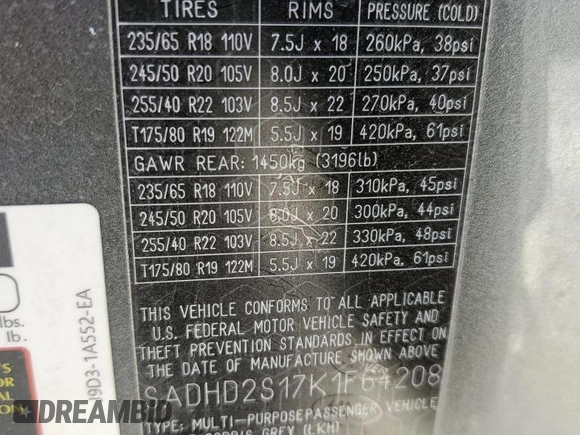 TIRES RIMS PRESSURE (COLD)
235/65 R18 110V 7.5J x 18 260kPa, 38psi
245/50 R20 105V 8.0J x 20 250kPa, 37psi
255/40 R22 103V 8.5J x 22 270kPa, 40psi
T175/80 R19 122M 5.5J x 19 420kPa, 61psi
GAWR REAR: 1450kg (3196lb)
235/65 R18 110V 7.5J x 18 310kPa, 45psi
245/50 R20 105V 8.0J x 20 300kPa, 44psi
255/40 R22 103V 8.5J x 22 330kPa, 48psi
T175/80 R19 122M 5.5J x 19 420kPa, 61psi
THIS VEHICLE CONFORMS TO ALL APPLICABLE
U.S. FEDERAL MOTOR VEHICLE SAFETY AND
THEFT PREVENTION STANDARDS IN EFFECT ON
THE DATE OF MANUFACTURE SHOWN ABOVE.
SADHD2S17K1F64208
TYPE: MULTI-PURPOSE PASSENGER VEHICLE
GREY (LKH)
lbs.
lb.
J9D3-1A552-EA
REIDCAR.COM